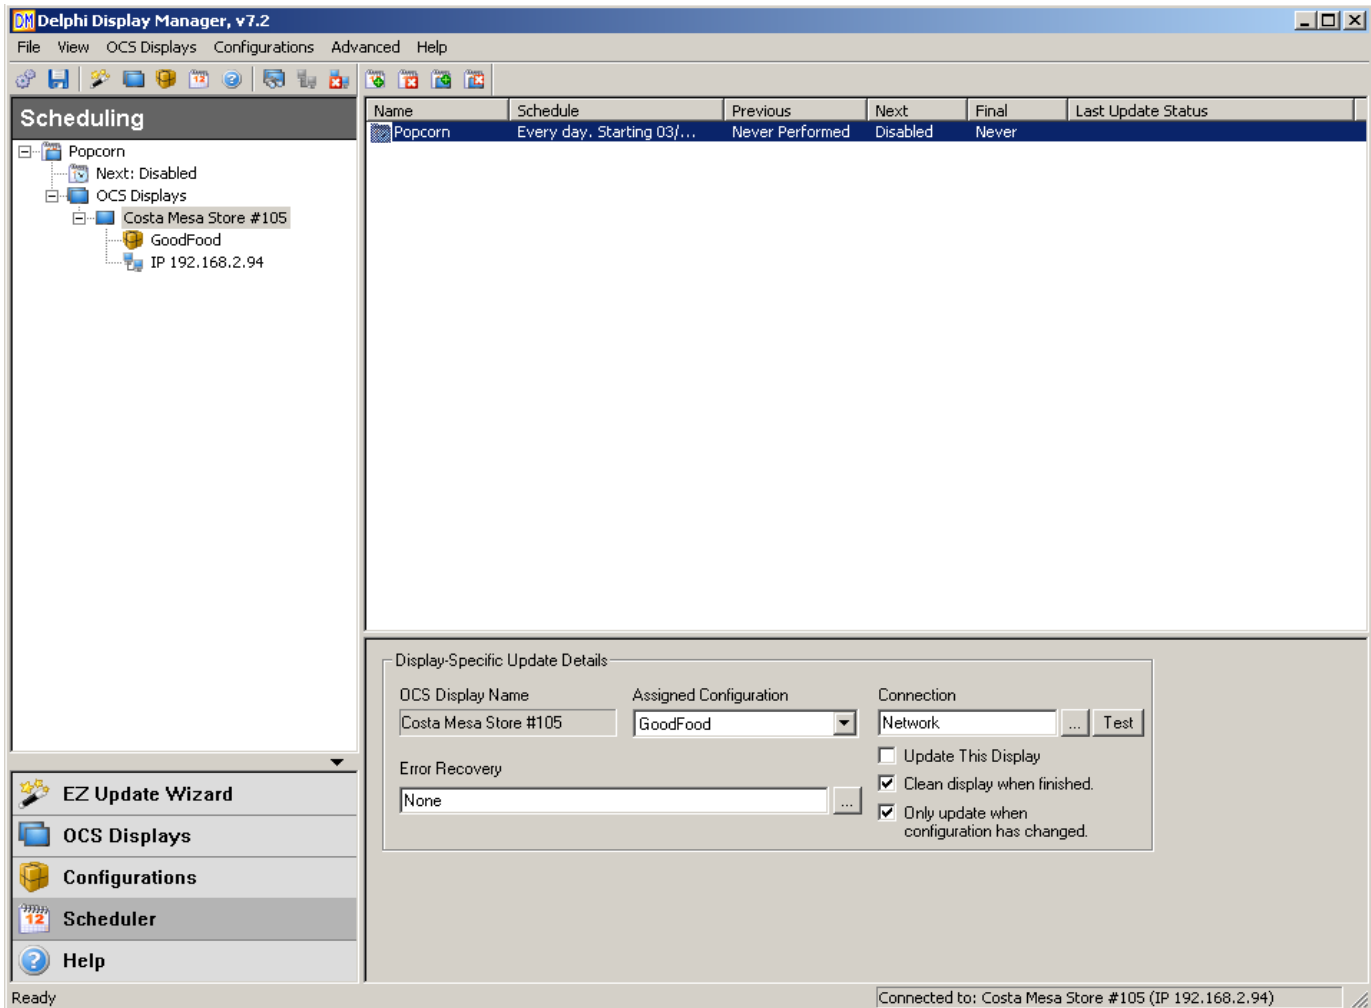 DM Delphi Display Manager, v7.2
File View OCS Displays Configurations Advanced Help
12
Scheduling
Popcorn
Next: Disabled
OCS Displays
Costa Mesa Store #105
GoodFood
IP 192.168.2.94
Name Schedule Previous Next Final Last Update Status
Popcorn Every day. Starting 03/... Never Performed Disabled Never
Display-Specific Update Details
OCS Display Name Assigned Configuration Connection
Costa Mesa Store #105 GoodFood Network ... Test
Update This Display
Error Recovery
Clean display when finished.
None ...
Only update when
configuration has changed.
EZ Update Wizard
OCS Displays
Configurations
12 Scheduler
Help
Ready Connected to: Costa Mesa Store #105 (IP 192.168.2.94)